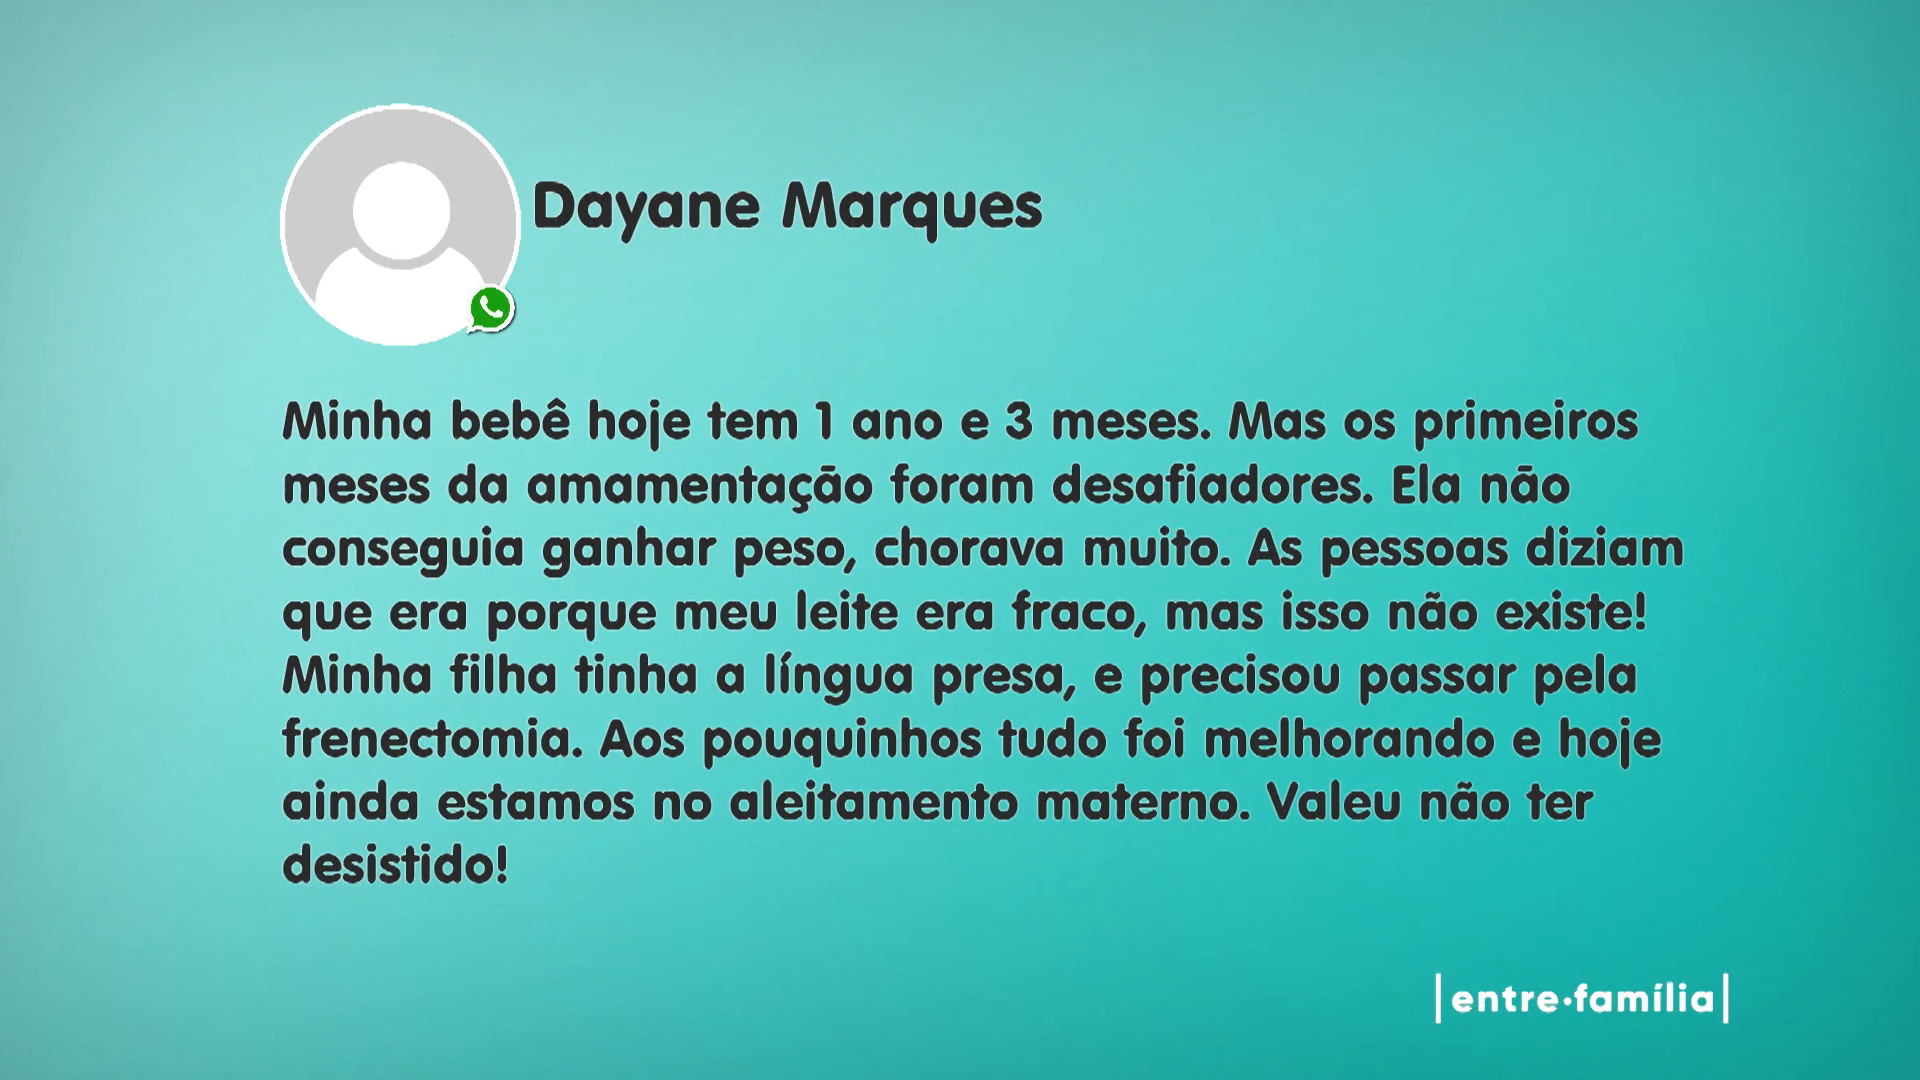 Dayane Marques
Minha bebê hoje tem 1 ano e 3 meses. Mas os primeiros
meses da amamentação foram desafiadores. Ela não
conseguia ganhar peso, chorava muito. As pessoas diziam
que era porque meu leite era fraco, mas isso não existe!
Minha filha tinha a língua presa, e precisou passar pela
frenectomia. Aos pouquinhos tudo foi melhorando e hoje
ainda estamos no aleitamento materno. Valeu não ter
desistido!
|entre•família|